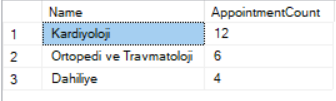 Name AppointmentCount
1 Kardiyoloji 12
2 Ortopedi ve Travmatoloji 6
3 Dahiliye 4